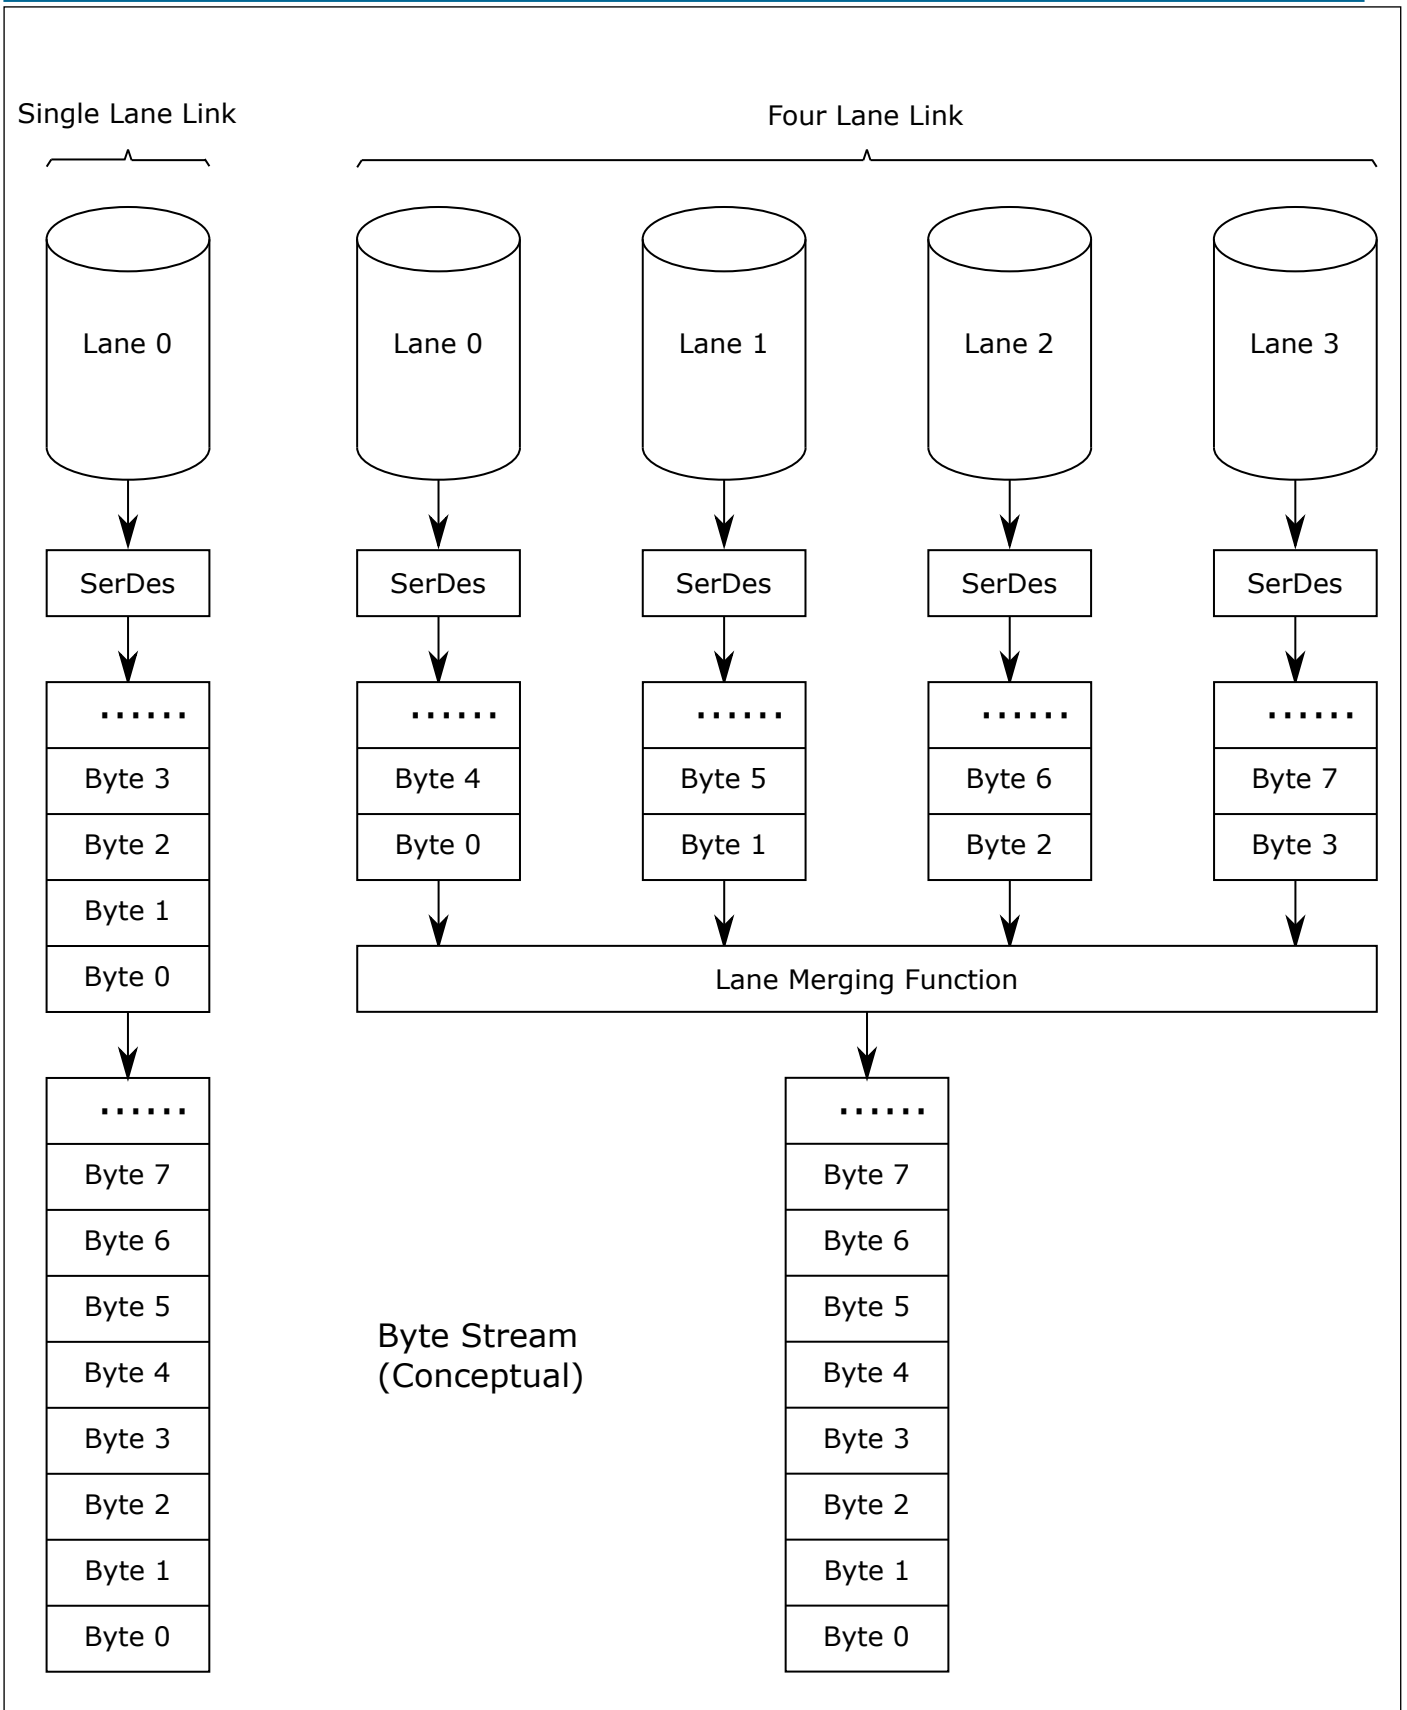 Single Lane Link
Four Lane Link
Lane 0
Lane 0
Lane 1
Lane 2
Lane 3
SerDes
SerDes
SerDes
SerDes
SerDes
......
......
......
......
......
Byte 3
Byte 4
Byte 5
Byte 6
Byte 7
Byte 2
Byte 0
Byte 1
Byte 2
Byte 3
Byte 1
Byte 0
Lane Merging Function
......
......
Byte 7
Byte 7
Byte 6
Byte 6
Byte 5
Byte 5
Byte Stream
(Conceptual)
Byte 4
Byte 4
Byte 3
Byte 3
Byte 2
Byte 2
Byte 1
Byte 1
Byte 0
Byte 0